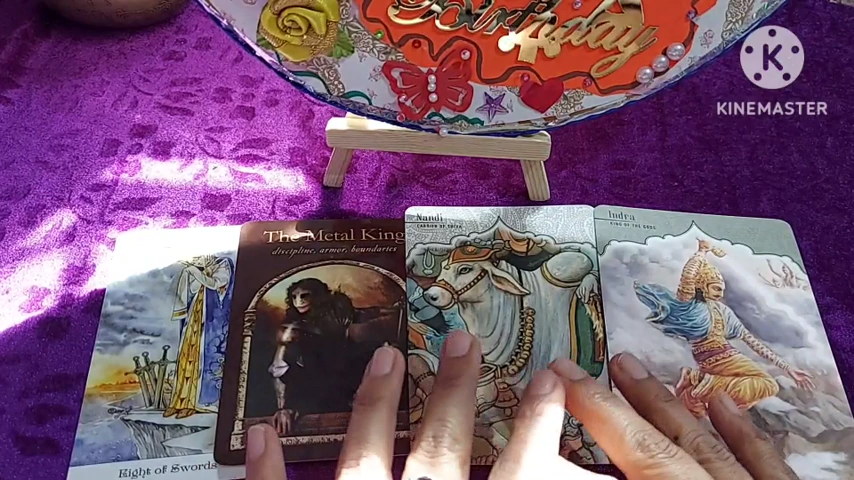 Birthday
K
KINEMASTER
The Metal King
discipline, armor, boundaries
Nandi
CARRIER OF SHIVA
Indra
KING OF THE GODS
Eight of Swords